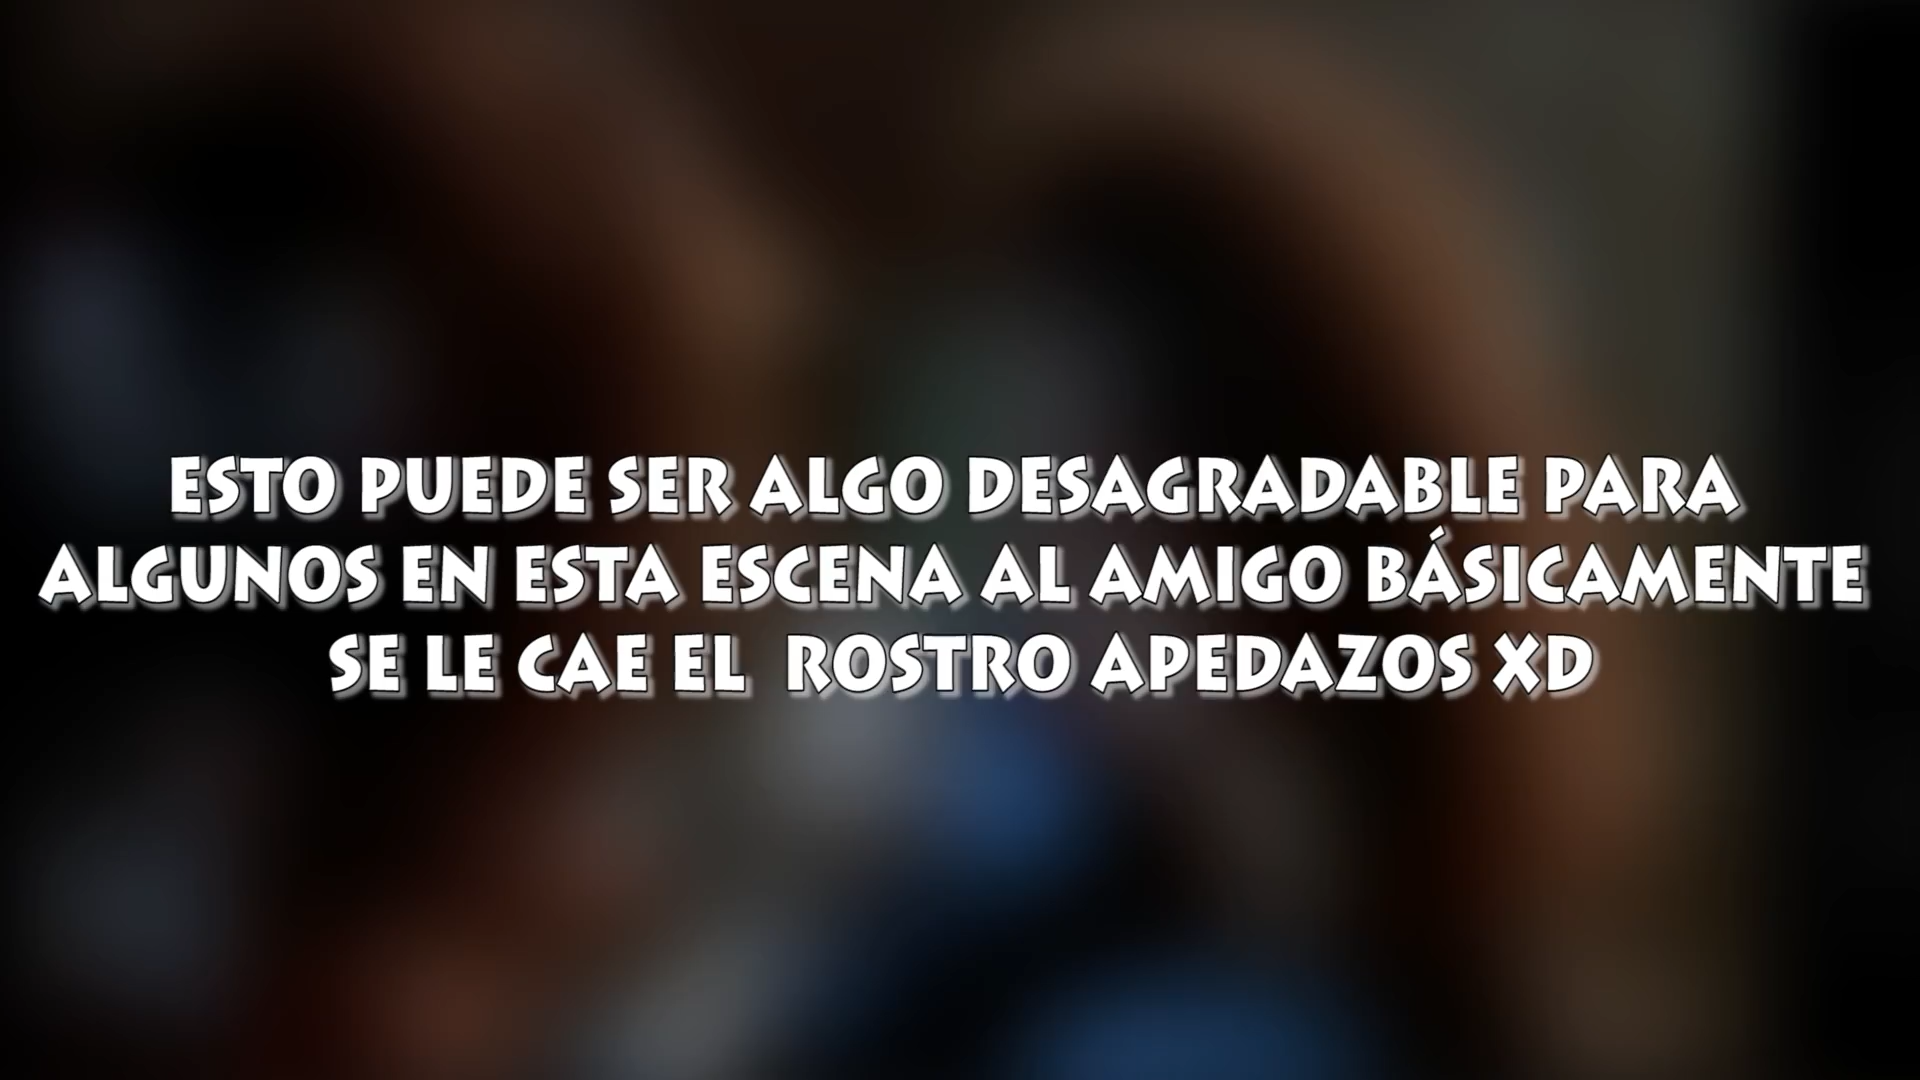 ESTO PUEDE SER ALGO DESAGRADABLE PARA
ALGUNOS EN ESTA ESCENA AL AMIGO BÁSICAMENTE
SE LE CAE EL ROSTRO APEDAZOS XD